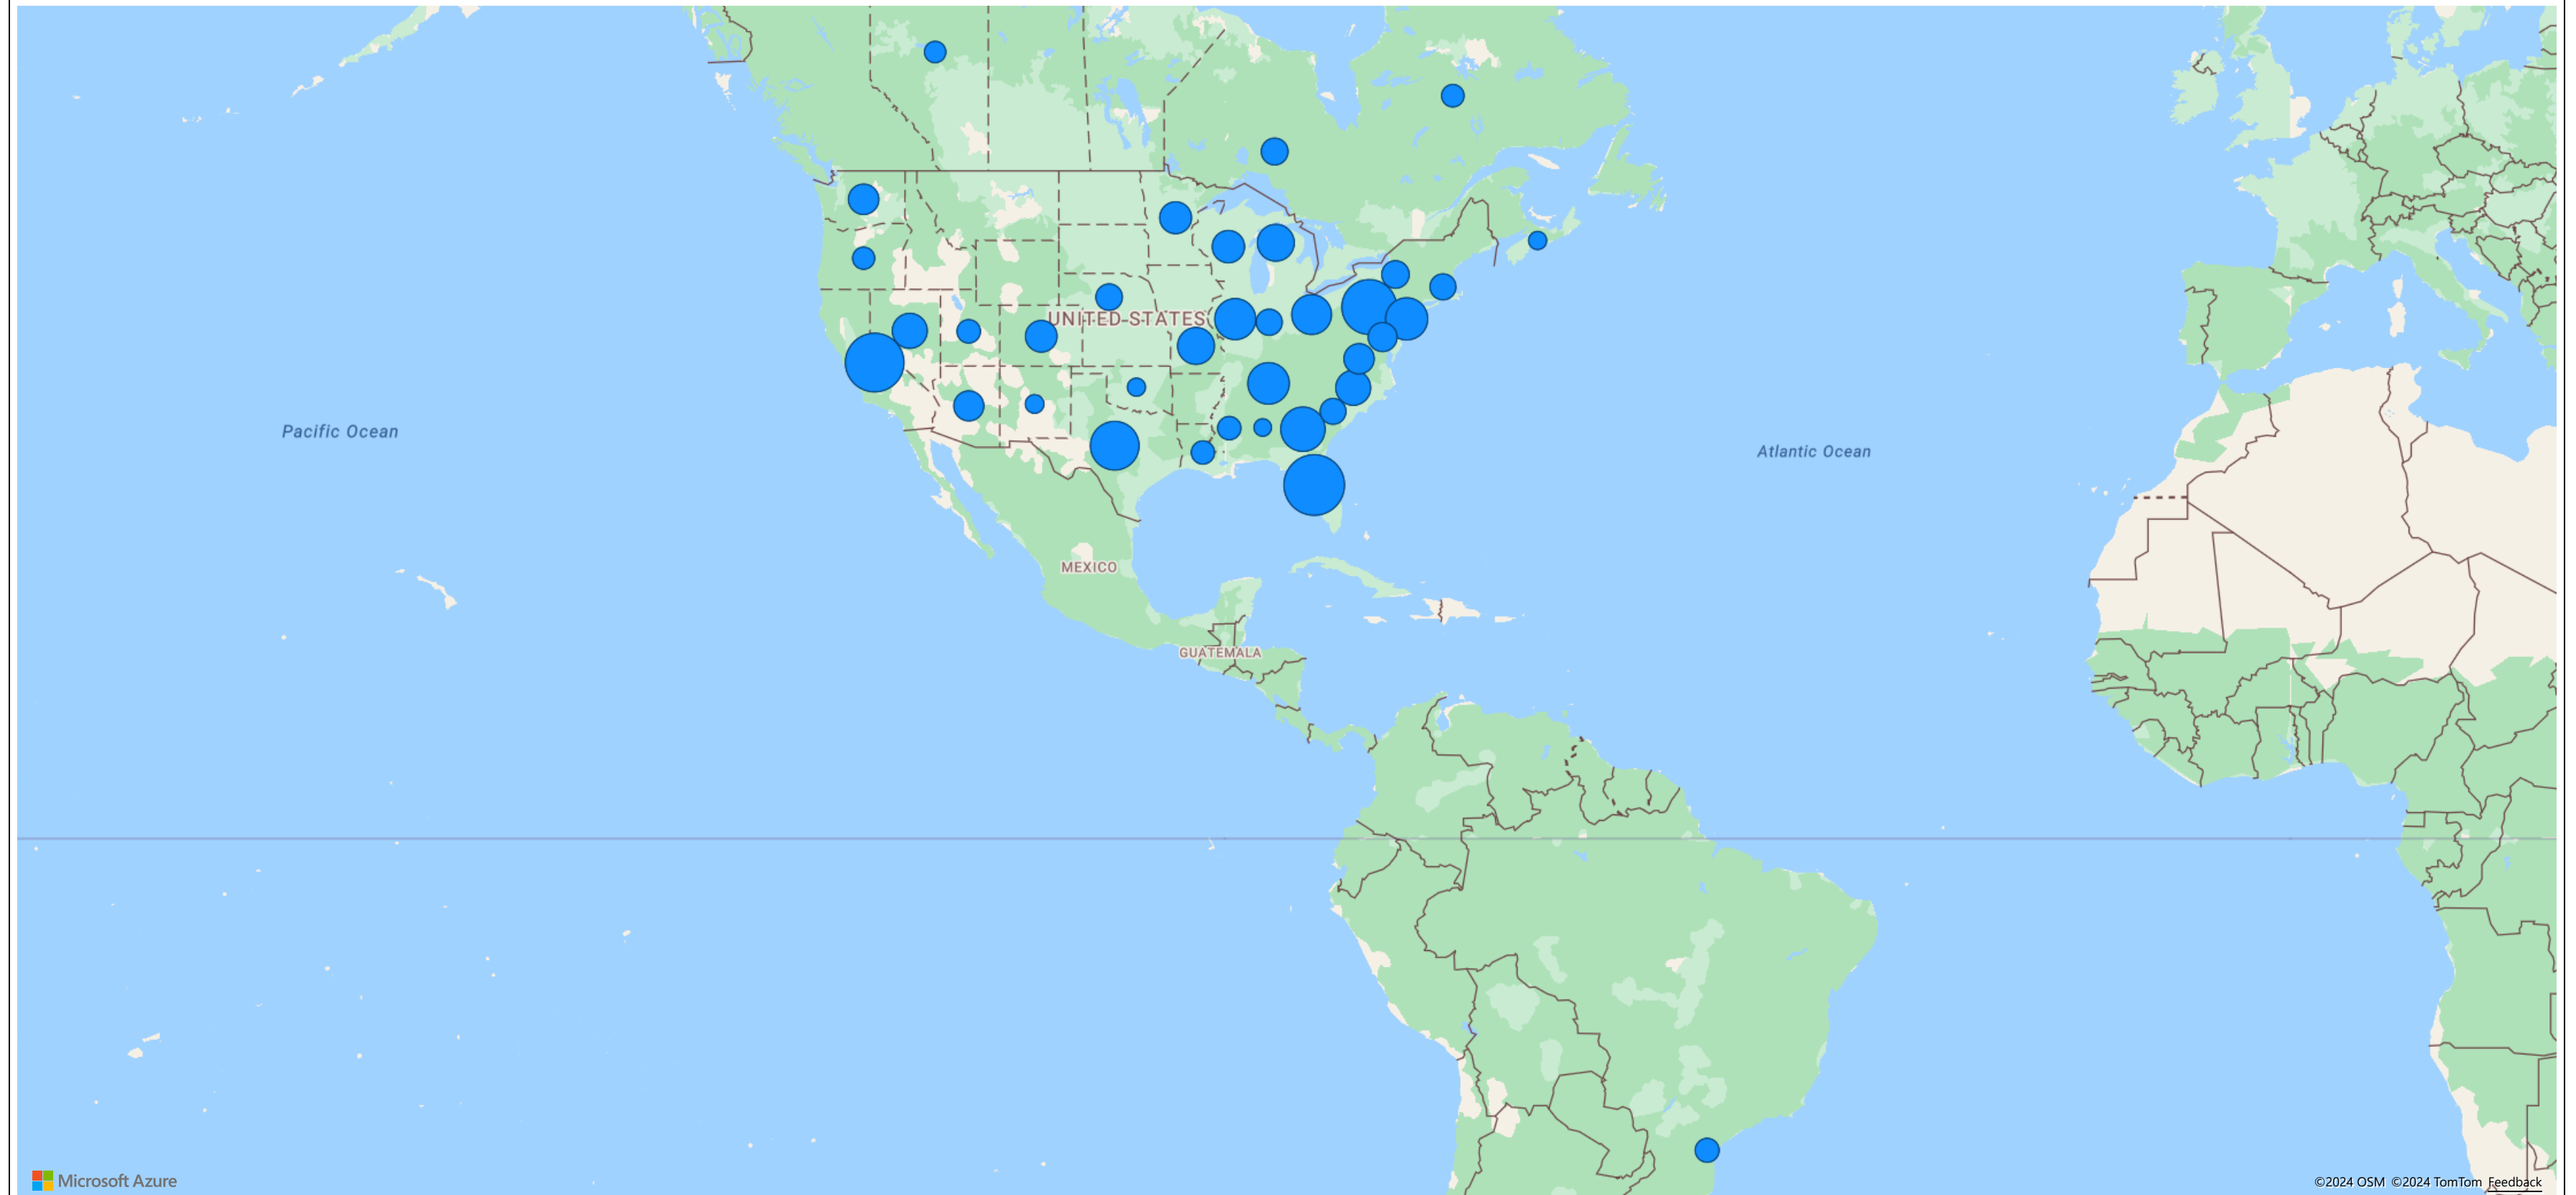 UNITED STATES
Pacific Ocean
Atlantic Ocean
MEXICO
GUATEMALA
Microsoft Azure
©2024 OSM ©2024 TomTom Feedback